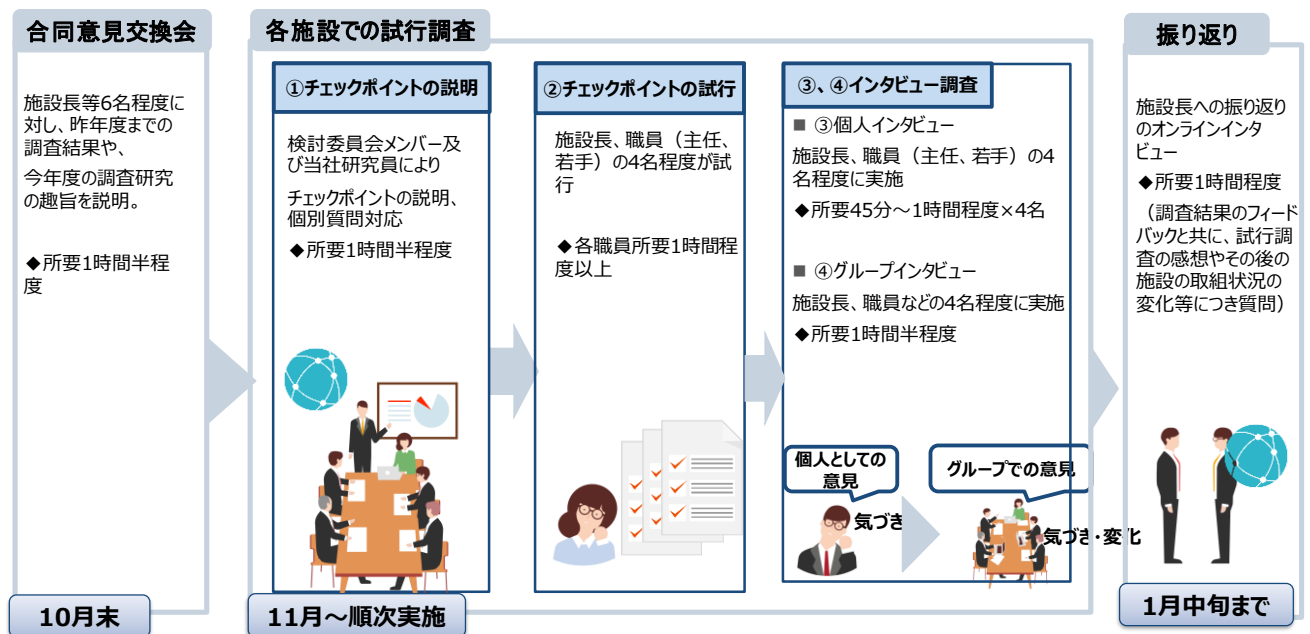 合同意見交換会
施設長等6名程度に
対し、昨年度までの
調査結果や、
今年度の調査研究
の趣旨を説明。
◆所要1時間半程
度
10月末
各施設での試行調査
①チェックポイントの説明
検討委員会メンバー及
び当社研究員により
チェックポイントの説明、
個別質問対応
◆所要1時間半程度
②チェックポイントの試行
施設長、職員（主任、
若手）の4名程度が試
行
◆各職員所要1時間程
度以上
③、④インタビュー調査
■ ③個人インタビュー
施設長、職員（主任、若手）の4
名程度に実施
◆所要45分～1時間程度×4名
■ ④グループインタビュー
施設長、職員などの4名程度に実施
◆所要1時間半程度
個人としての
意見
気づき
グループでの意見
気づき・変化
11月～順次実施
振り返り
施設長への振り返り
のオンラインインタ
ビュー
◆所要1時間程度
（調査結果のフィード
バックと共に、試行調
査の感想やその後の
施設の取組状況の
変化等につき質問）
1月中旬まで